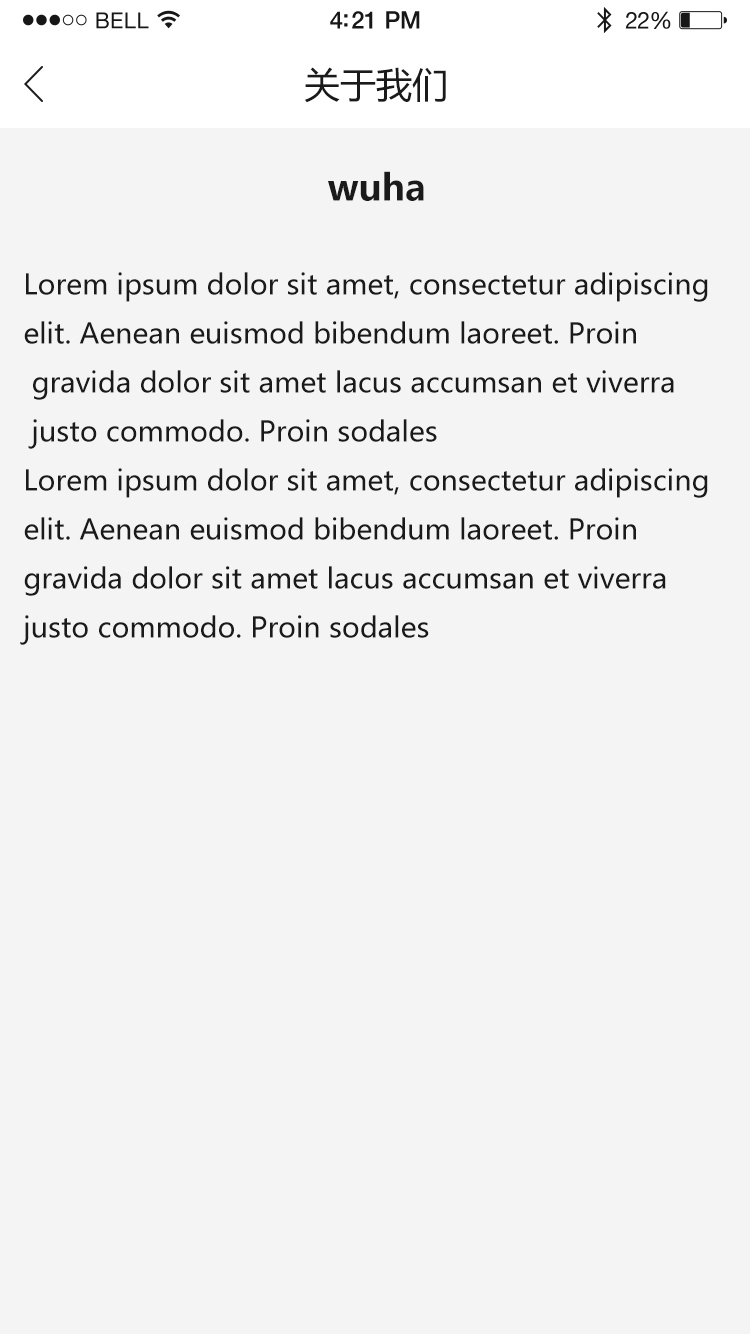 BELL 4:21 PM 22%
关于我们
wuha
Lorem ipsum dolor sit amet, consectetur adipiscing
elit. Aenean euismod bibendum laoreet. Proin
gravida dolor sit amet lacus accumsan et viverra
justo commodo. Proin sodales
Lorem ipsum dolor sit amet, consectetur adipiscing
elit. Aenean euismod bibendum laoreet. Proin
gravida dolor sit amet lacus accumsan et viverra
justo commodo. Proin sodales